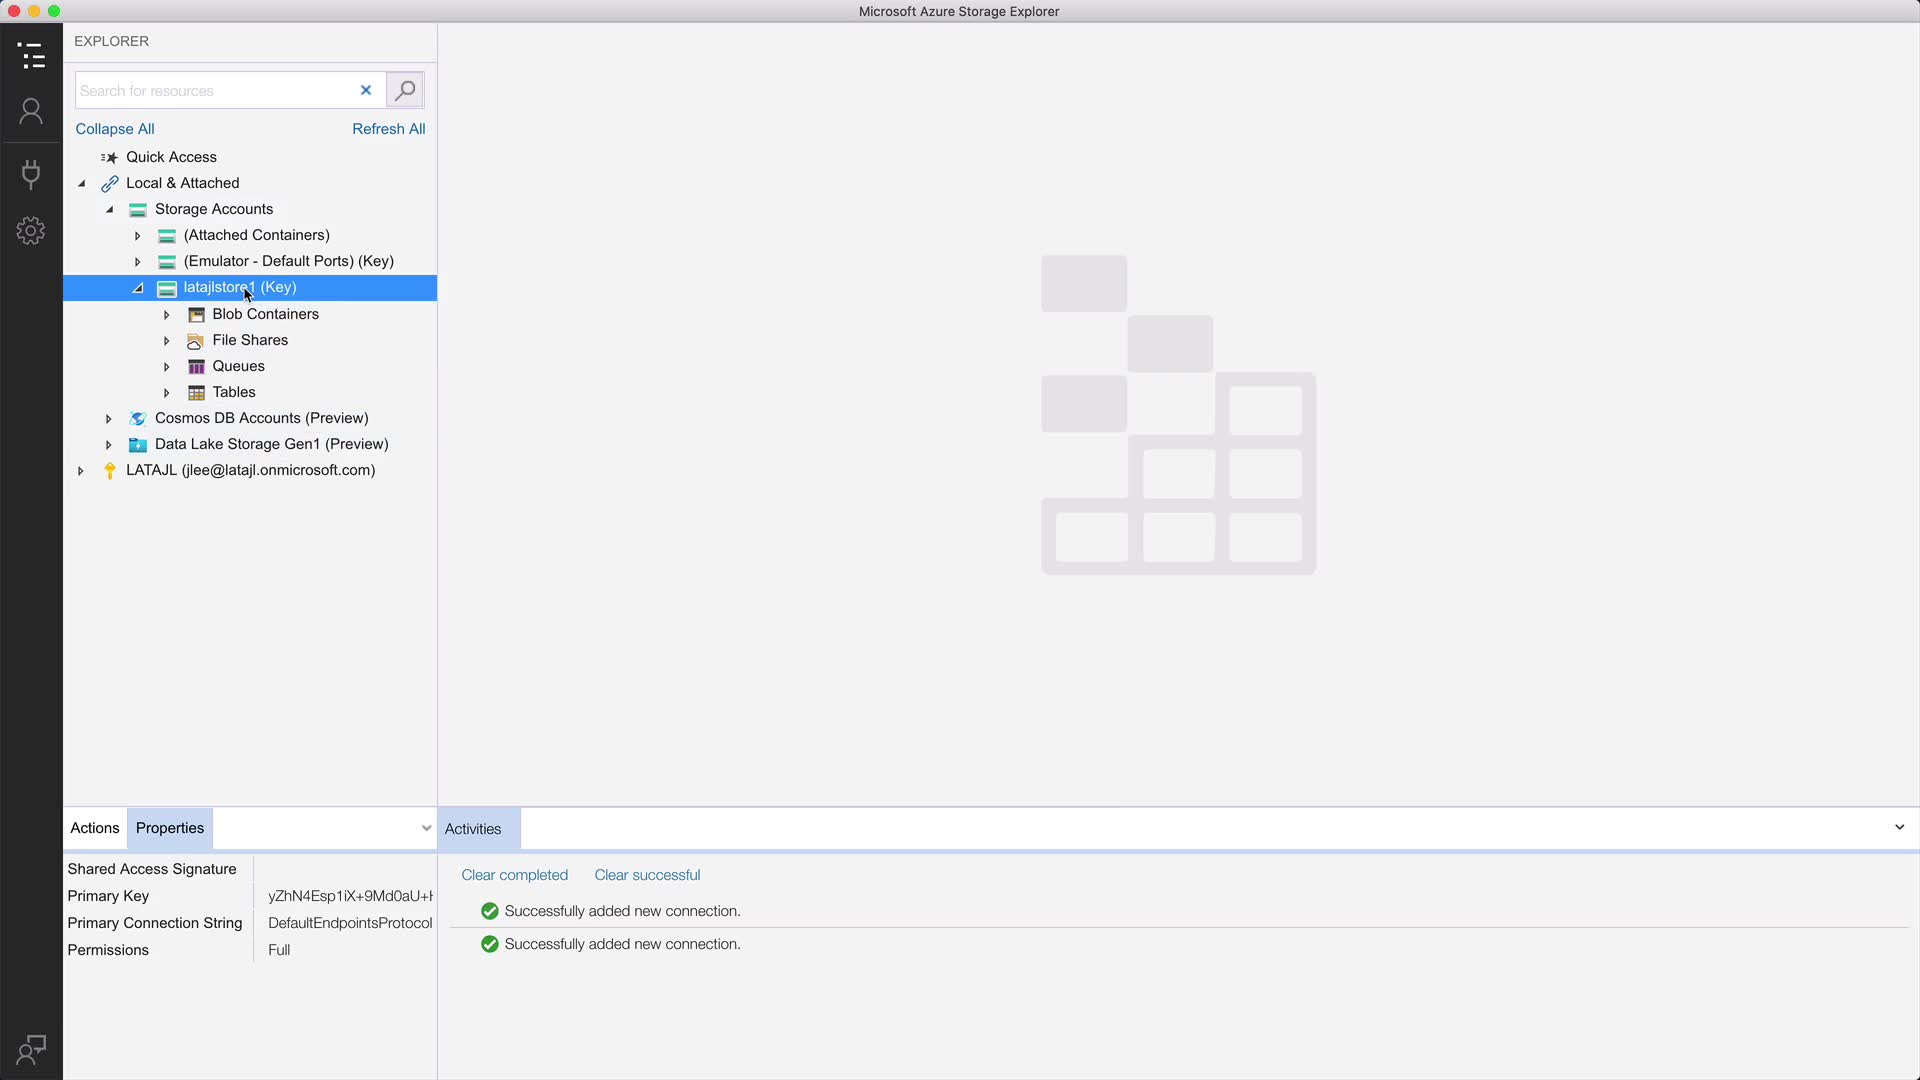 Microsoft Azure Storage Explorer
EXPLORER
Search for resources
Collapse All
Refresh All
Quick Access
Local & Attached
Storage Accounts
(Attached Containers)
(Emulator - Default Ports) (Key)
latajlstore1 (Key)
Blob Containers
File Shares
Queues
Tables
Cosmos DB Accounts (Preview)
Data Lake Storage Gen1 (Preview)
LATAJL (jlee@latajl.onmicrosoft.com)
Actions
Properties
Shared Access Signature
Primary Key yZhN4Esp1iX+9Md0aU+
Primary Connection String DefaultEndpointsProtocol
Permissions Full
Activities
Clear completed
Clear successful
Successfully added new connection.
Successfully added new connection.